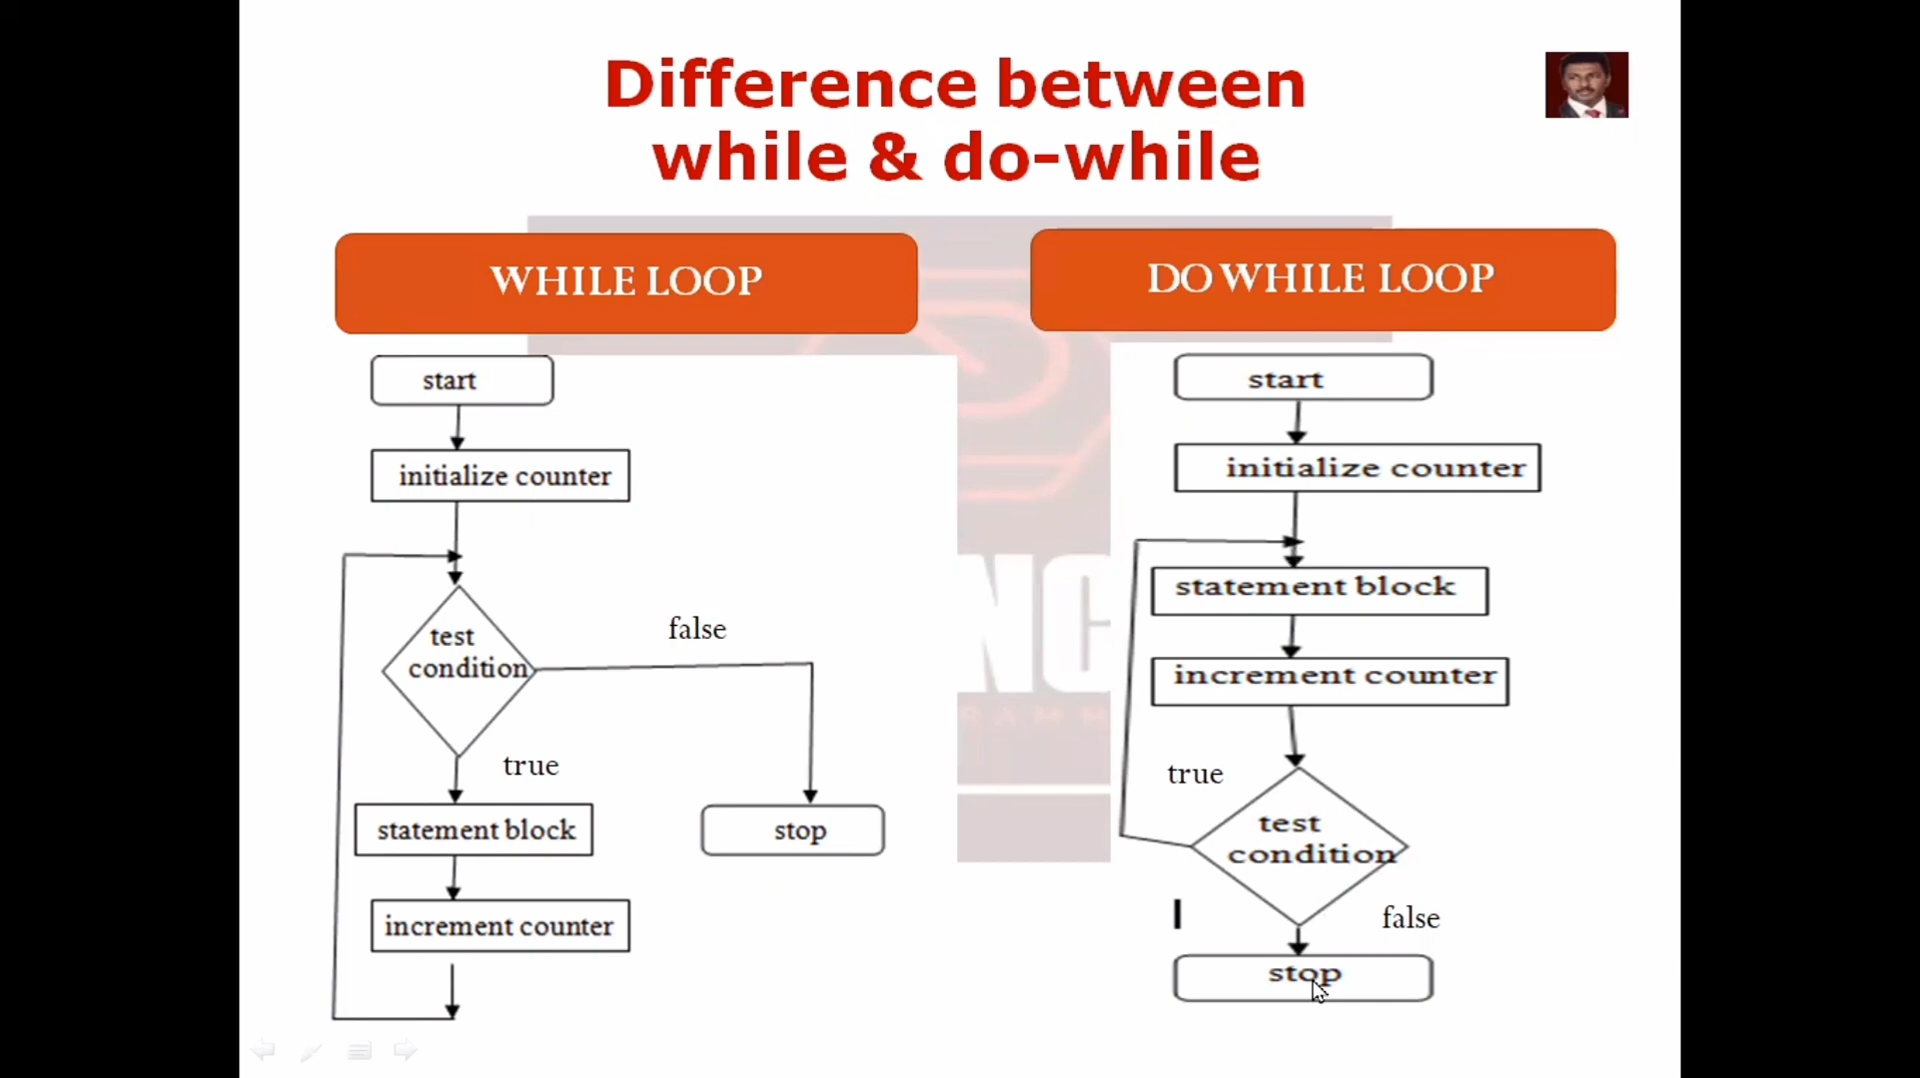 Difference between
while & do-while
WHILE LOOP
start
initialize counter
test
condition
false
true
statement block
stop
increment counter
DO WHILE LOOP
start
initialize counter
statement block
increment counter
true
test
condition
false
stop